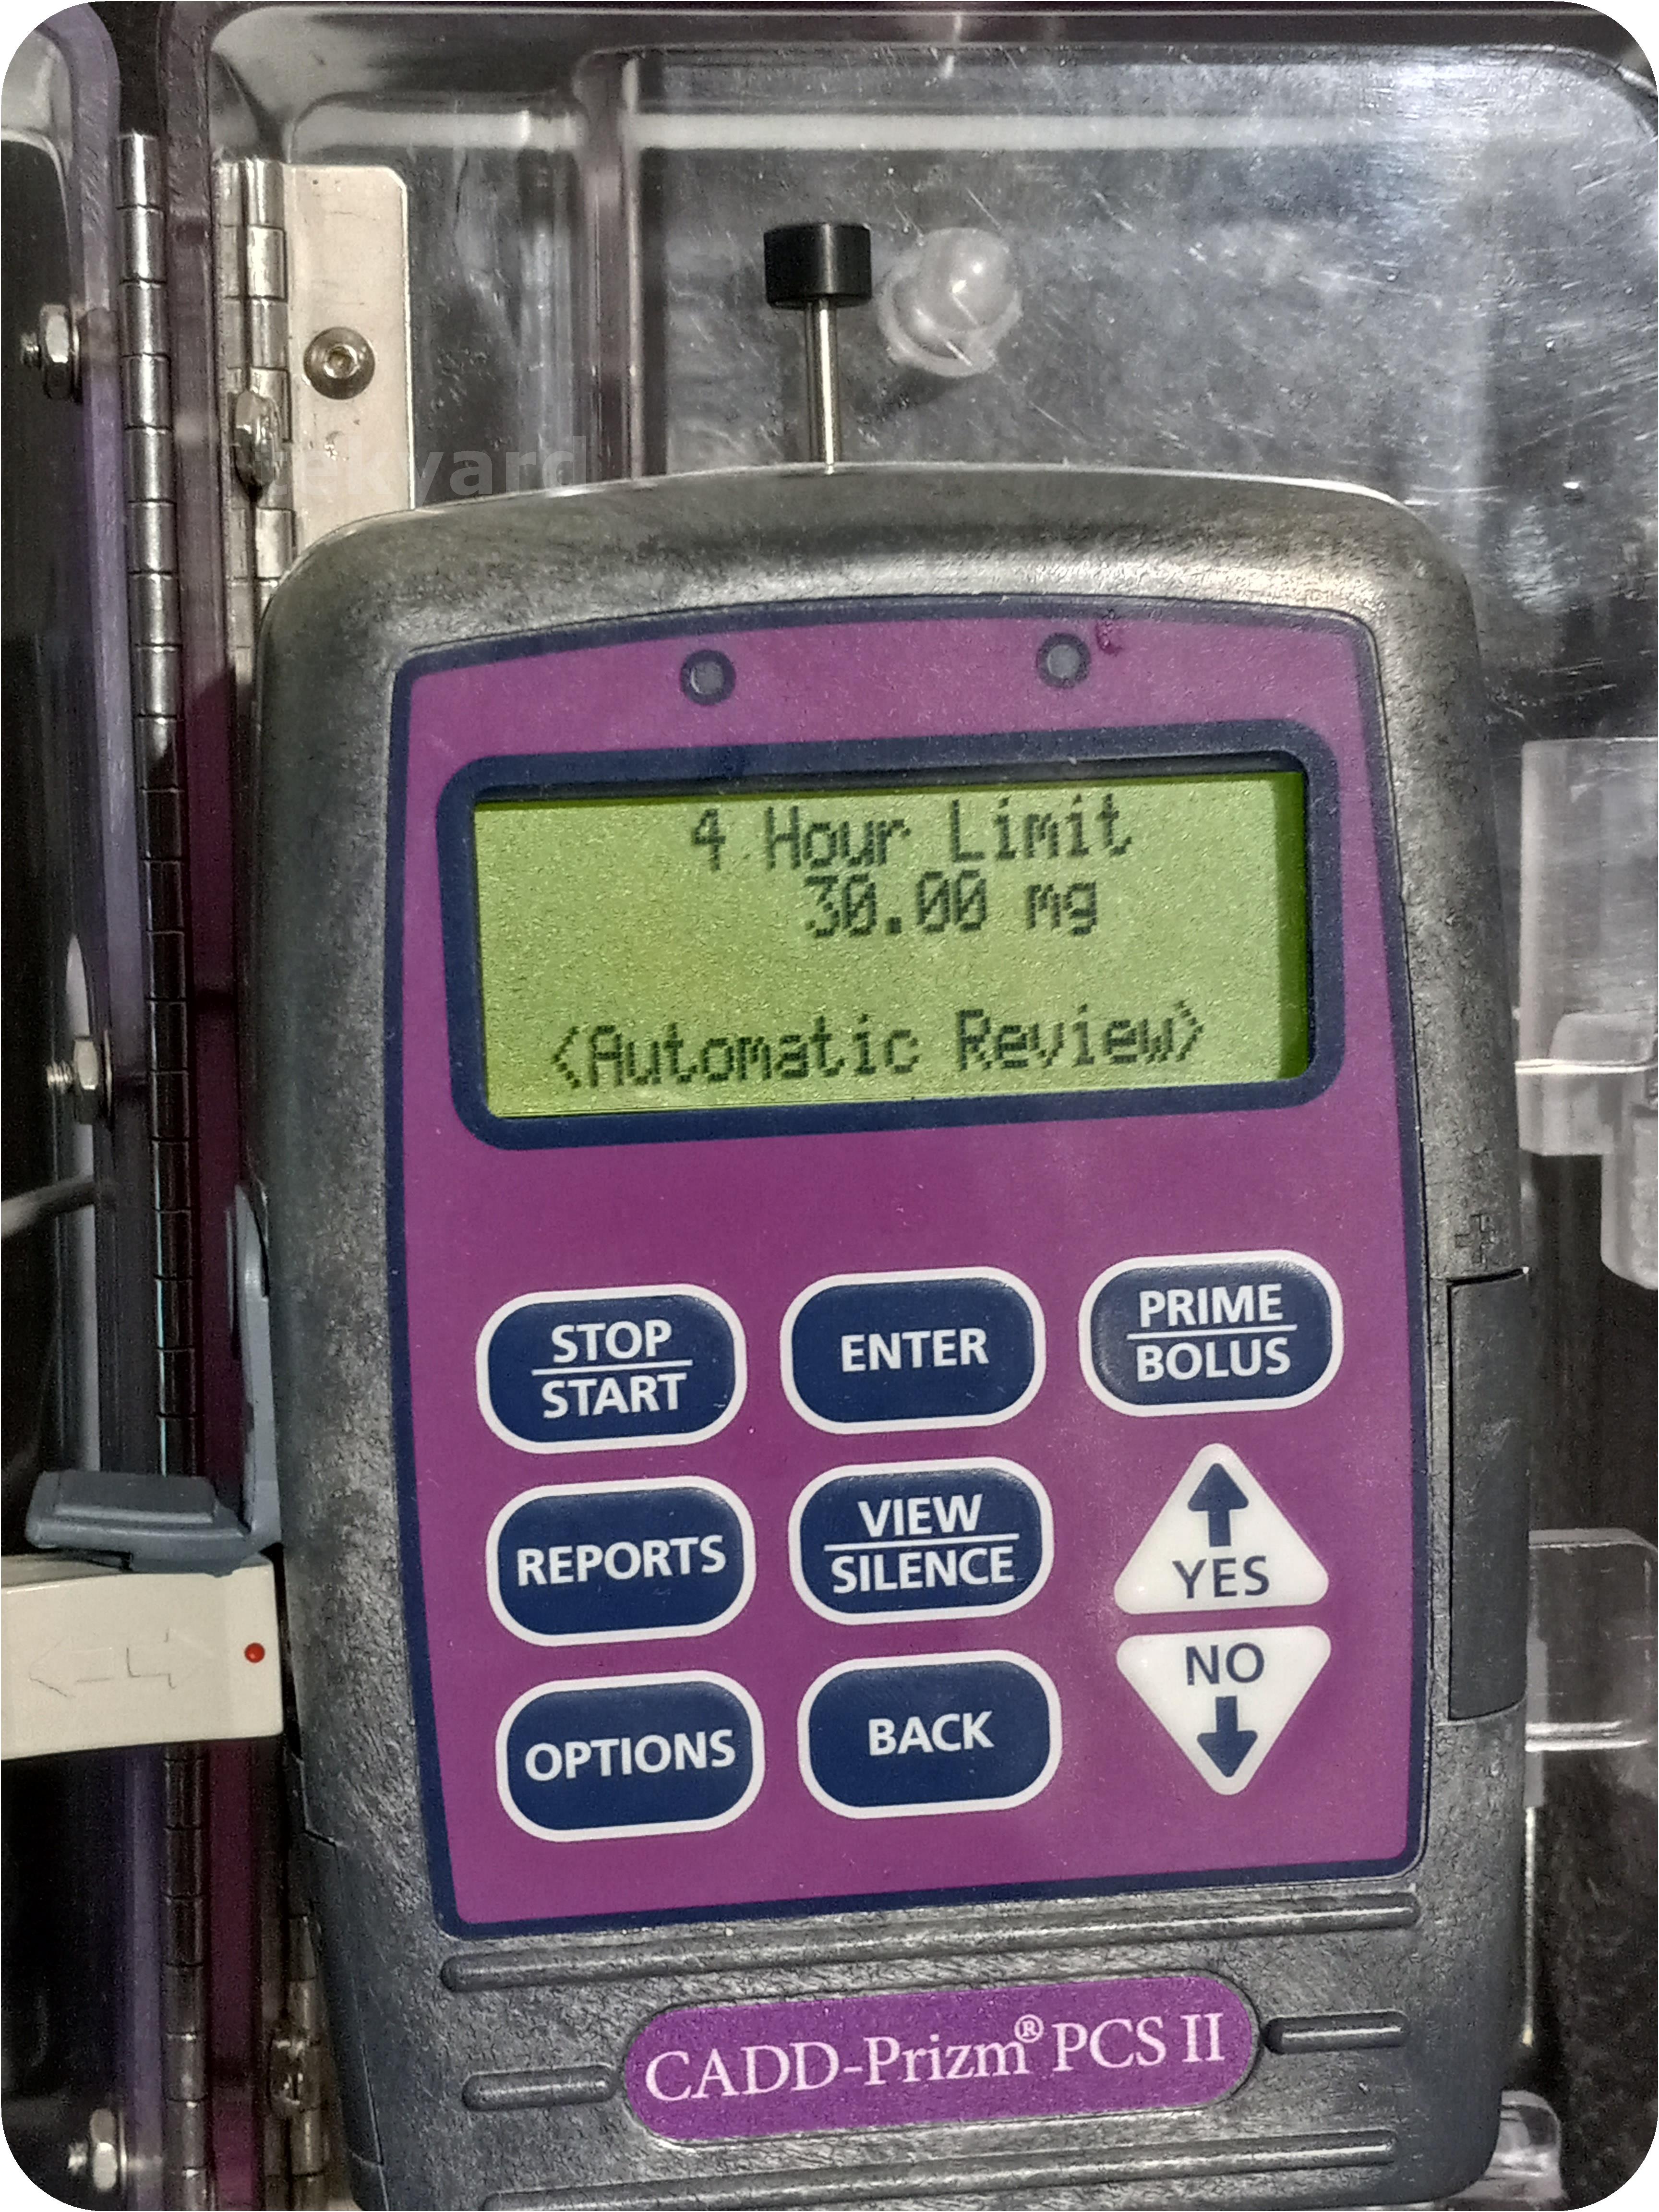 ekyard
4 Hour Limit
30.00 mg
<Automatic Review>
STOP
START
ENTER
PRIME
BOLUS
REPORTS
VIEW
SILENCE
YES
NO
OPTIONS
BACK
CADD-Prizm® PCS II